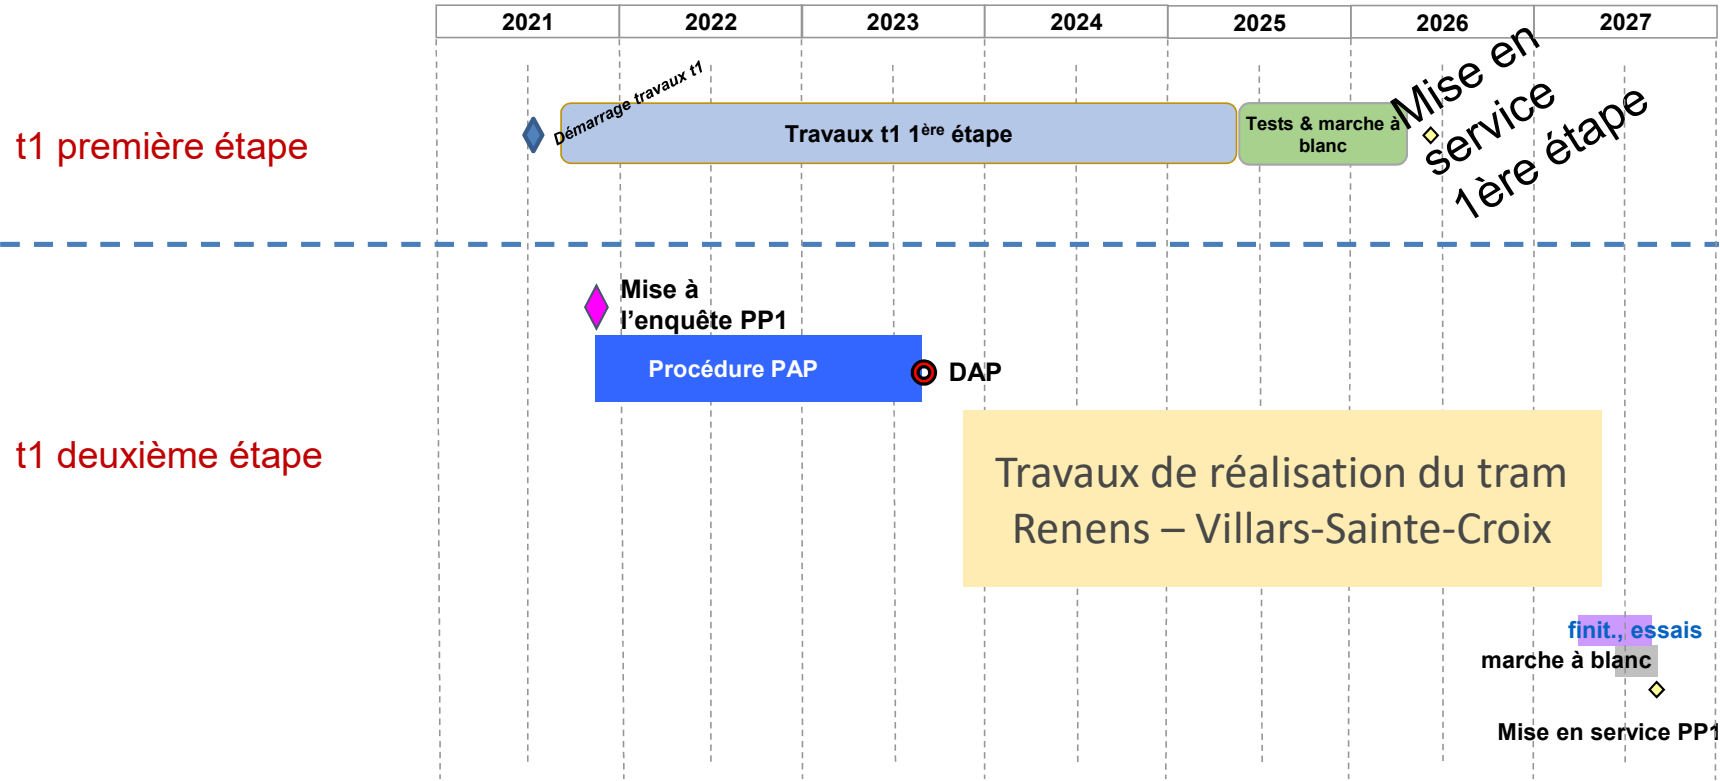 2021 2022 2023 2024 2025 2026 2027
t1 première étape
Démarrage travaux t1
Travaux t1 1ère étape
Tests & marche à
blanc
Mise en
service
1ère étape
Mise à
l'enquête PP1
Procédure PAP
DAP
t1 deuxième étape
Travaux de réalisation du tram
Renens – Villars-Sainte-Croix
finit., essais
marche à blanc
Mise en service PP1